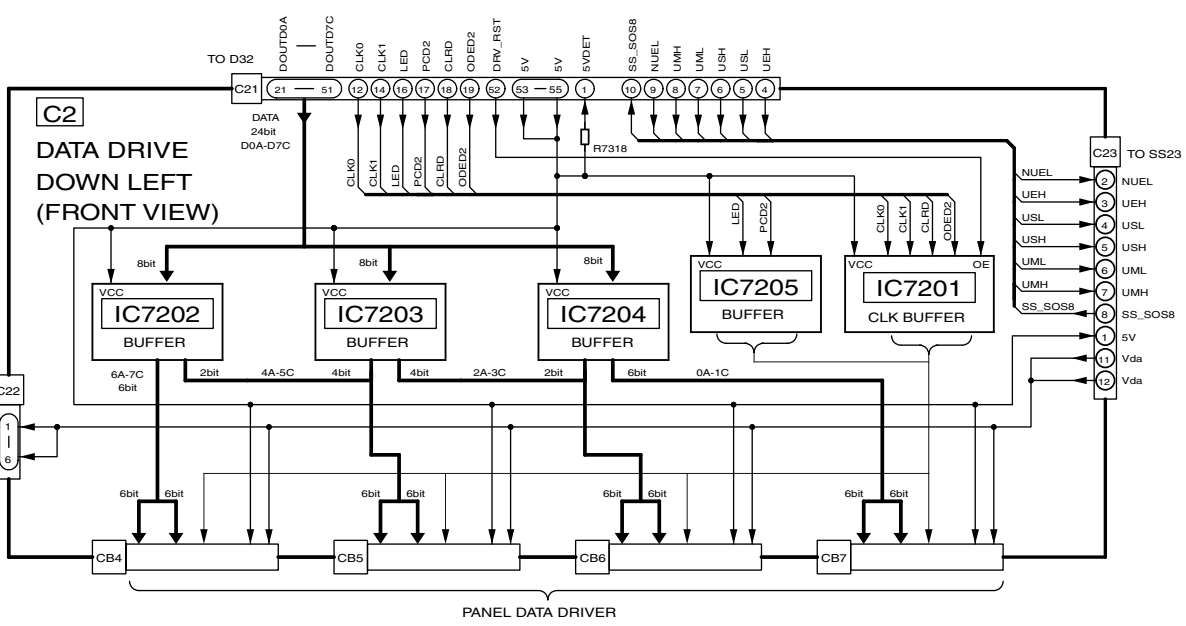 TO D32
DOUTD0A — DOUTD7C
CLK0
CLK1
LED
PCD2
CLRD
ODED2
DRV_RST
5V
5V
5VDET
SS_SOS8
NUEL
UMH
UML
USH
USL
UEH
C21
21 — 51
12
14
16
17
18
19
52
53 — 55
1
10
9
8
7
6
5
4
C2
DATA DRIVE
DOWN LEFT
(FRONT VIEW)
DATA
24bit
D0A-D7C
R7318
CLK0
CLK1
LED
PCD2
CLRD
ODED2
LED
PCD2
CLK0
CLK1
CLRD
ODED2
C23
TO SS23
NUEL
2
NUEL
UEH
3
UEH
USL
4
USL
USH
5
USH
UML
6
UML
UMH
7
UMH
SS_SOS8
8
SS_SOS8
1
5V
11
Vda
12
Vda
8bit
8bit
8bit
VCC
IC7202
BUFFER
VCC
IC7203
BUFFER
VCC
IC7204
BUFFER
VCC
IC7205
BUFFER
VCC
OE
IC7201
CLK BUFFER
6A-7C
6bit
2bit
4A-5C
4bit
4bit
2A-3C
2bit
6bit
0A-1C
C22
1
6
6bit
6bit
6bit
6bit
6bit
6bit
6bit
6bit
CB4
CB5
CB6
CB7
PANEL DATA DRIVER